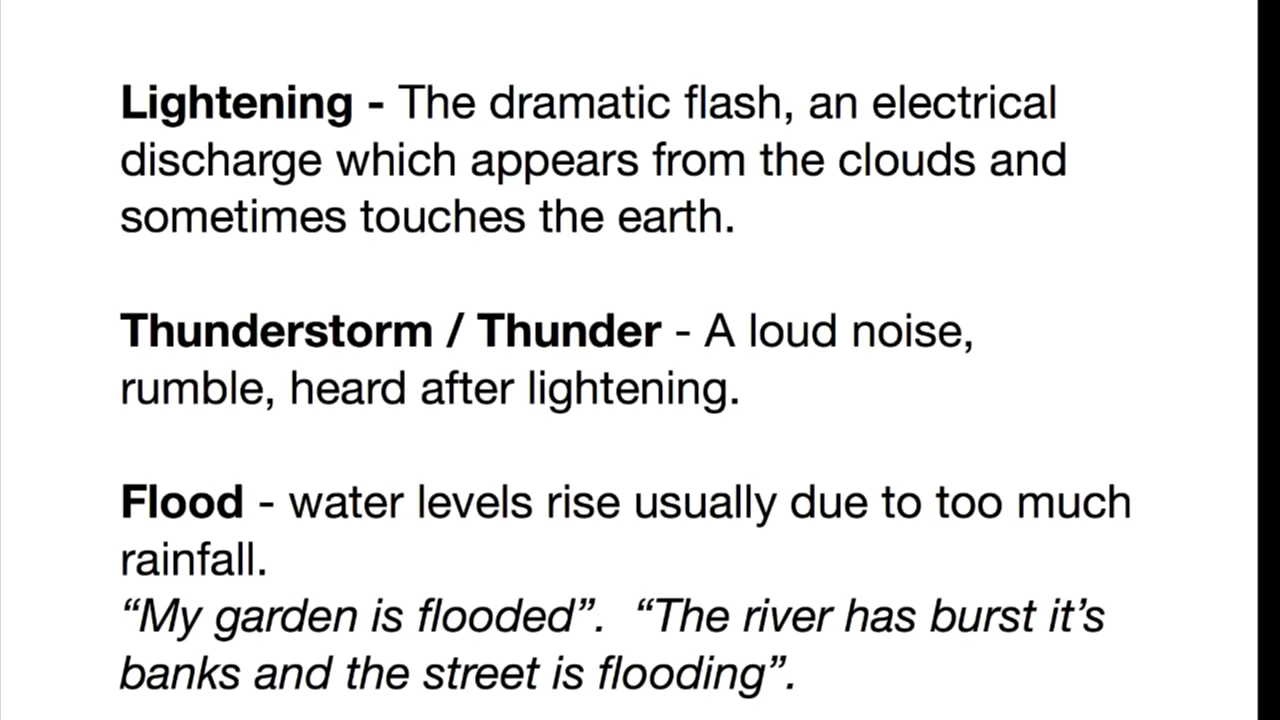 Lightening - The dramatic flash, an electrical
discharge which appears from the clouds and
sometimes touches the earth.
Thunderstorm / Thunder - A loud noise,
rumble, heard after lightening.
Flood - water levels rise usually due to too much
rainfall.
“My garden is flooded”.   “The river has burst it’s
banks and the street is flooding”.